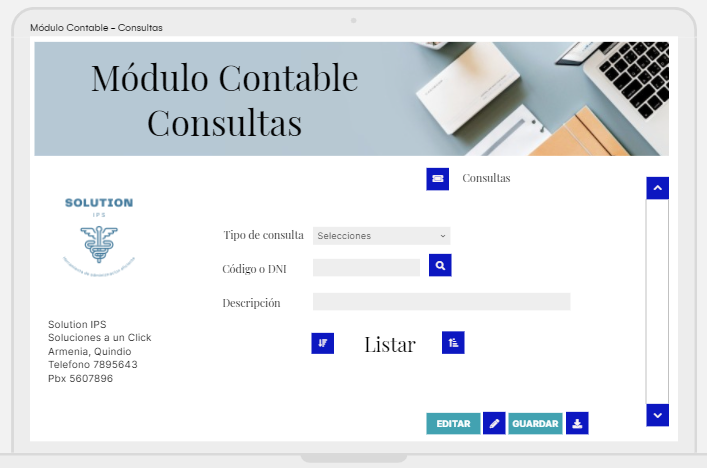 Módulo Contable - Consultas
Módulo Contable
Consultas
Consultas
SOLUTION
IPS
Tipo de consulta
Selecciones
Código o DNI
Descripción
Listar
Solution IPS
Soluciones a un Click
Armenia, Quindio
Telefono 7895643
Pbx 5607896
EDITAR
GUARDAR